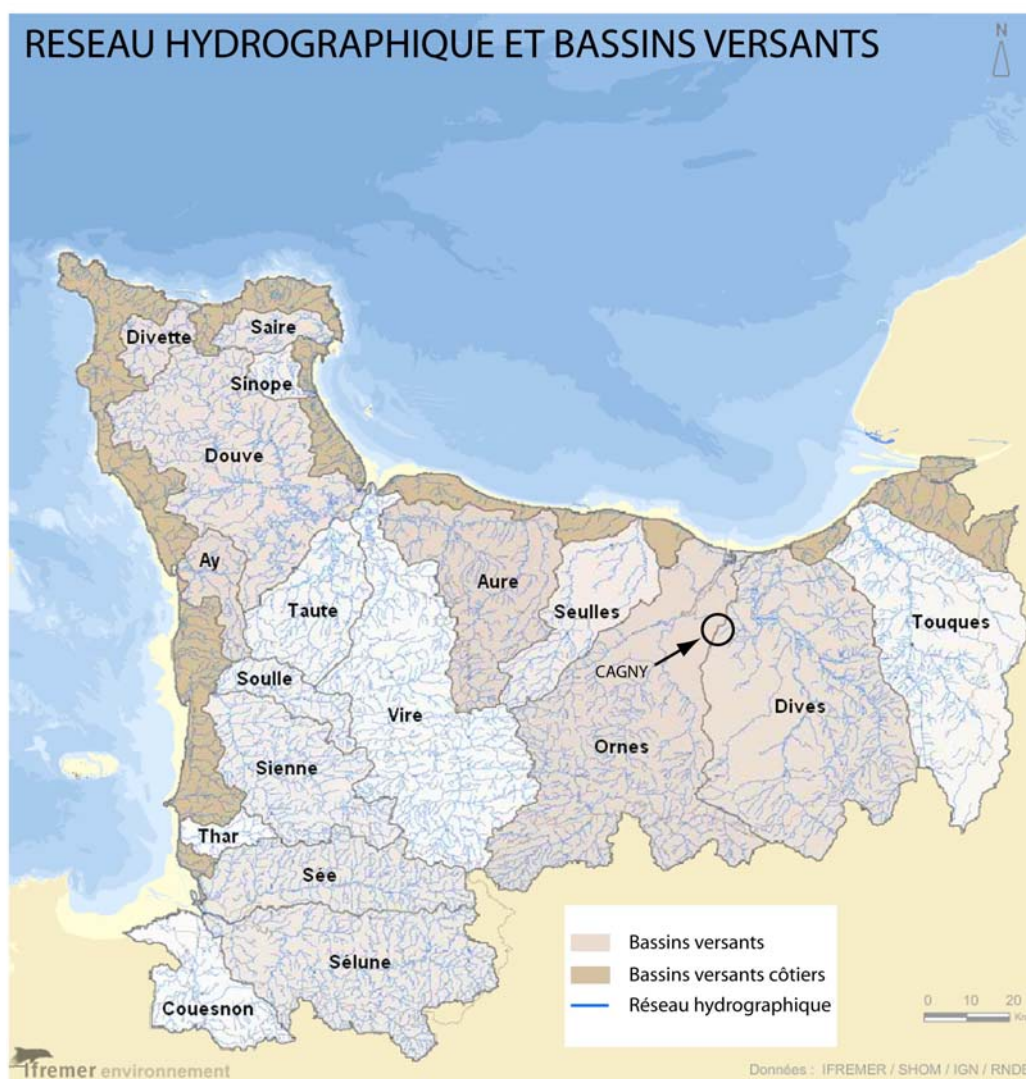 RESEAU HYDROGRAPHIQUE ET BASSINS VERSANTS
N
Divette
Saire
Sinope
Douve
Ay
Taute
Aure
Seulles
Touques
CAGNY
Soulle
Vire
Dives
Ornes
Sienne
Thar
Sée
Sélune
Couesnon
Bassins versants
Bassins versants côtiers
Réseau hydrographique
0 10 20
Km
Ifremer environnement
Données : IFREMER / SHOM / IGN / RNDE